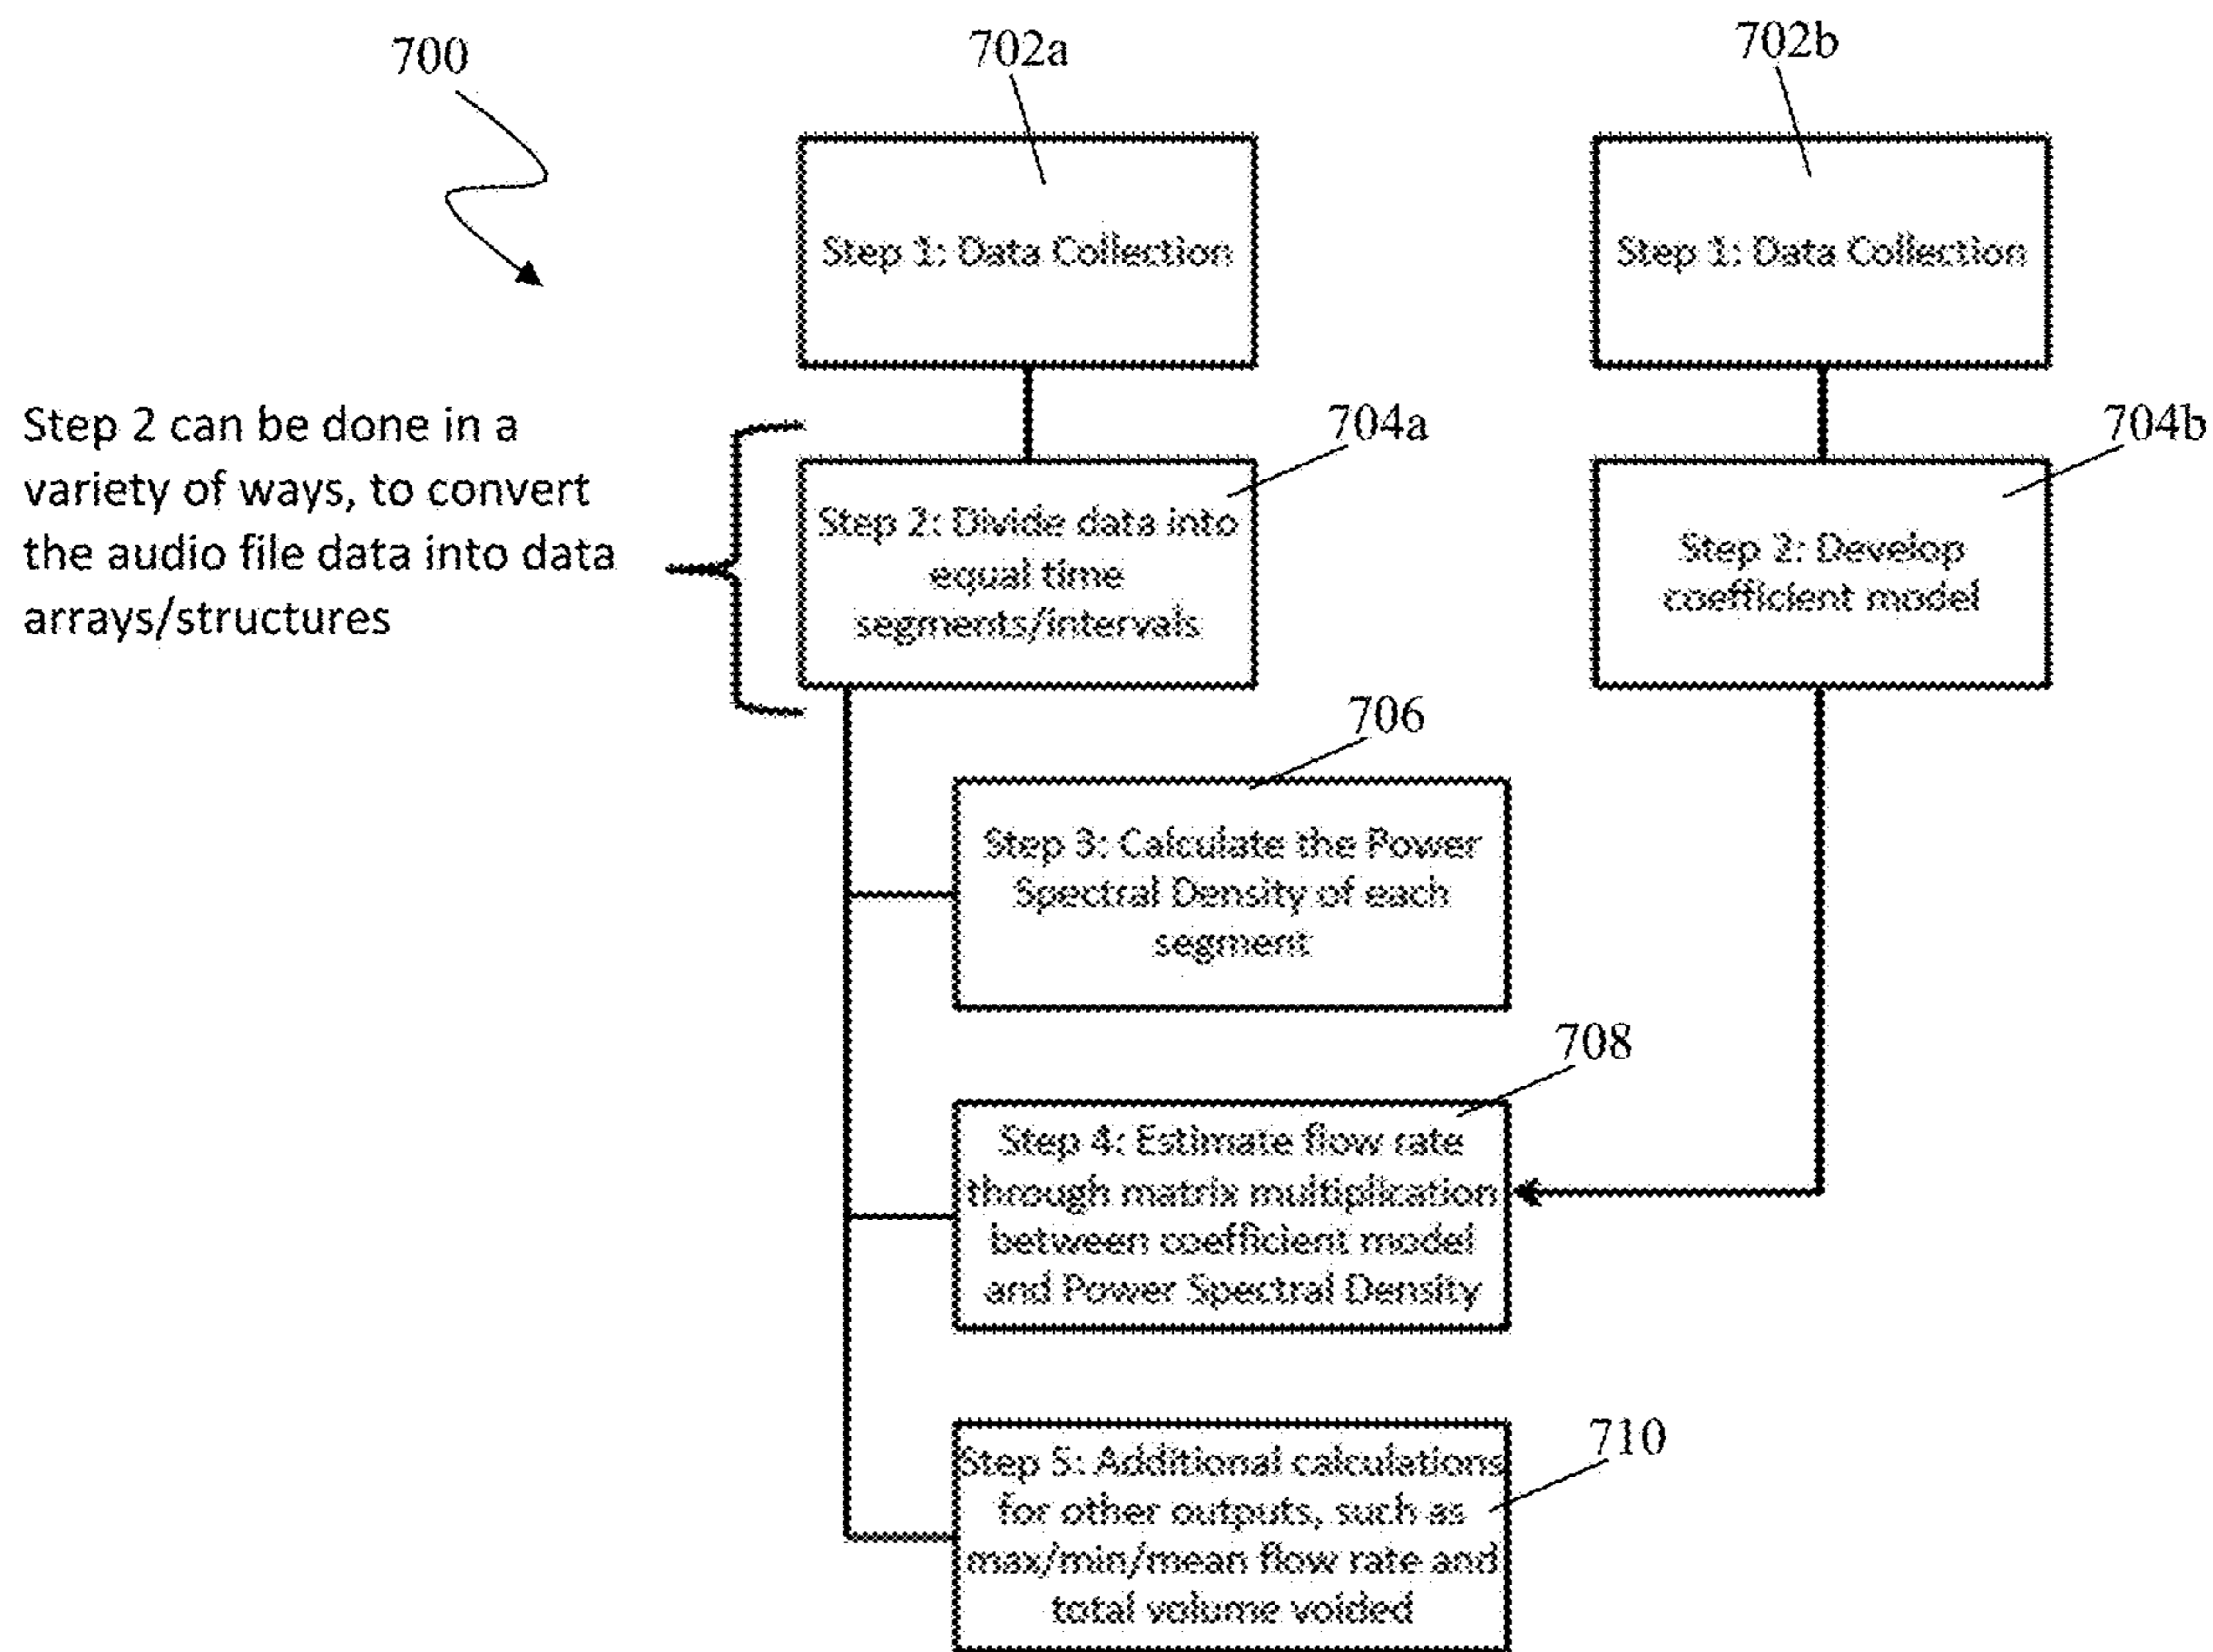 700
702a
702b
Step 1: Data Collection
Step 1: Data Collection
Step 2 can be done in a
variety of ways, to convert
the audio file data into data
arrays/structures
704a
704b
Step 2: Divide data into
equal time
segments/intervals
Step 2: Develop
coefficient model
706
Step 3: Calculate the Power
Spectral Density of each
segment
708
Step 4: Estimate flow rate
through matrix multiplication
between coefficient model
and Power Spectral Density
710
Step 5: Additional calculations
for other outputs, such as
max/min/mean flow rate and
total volume voided